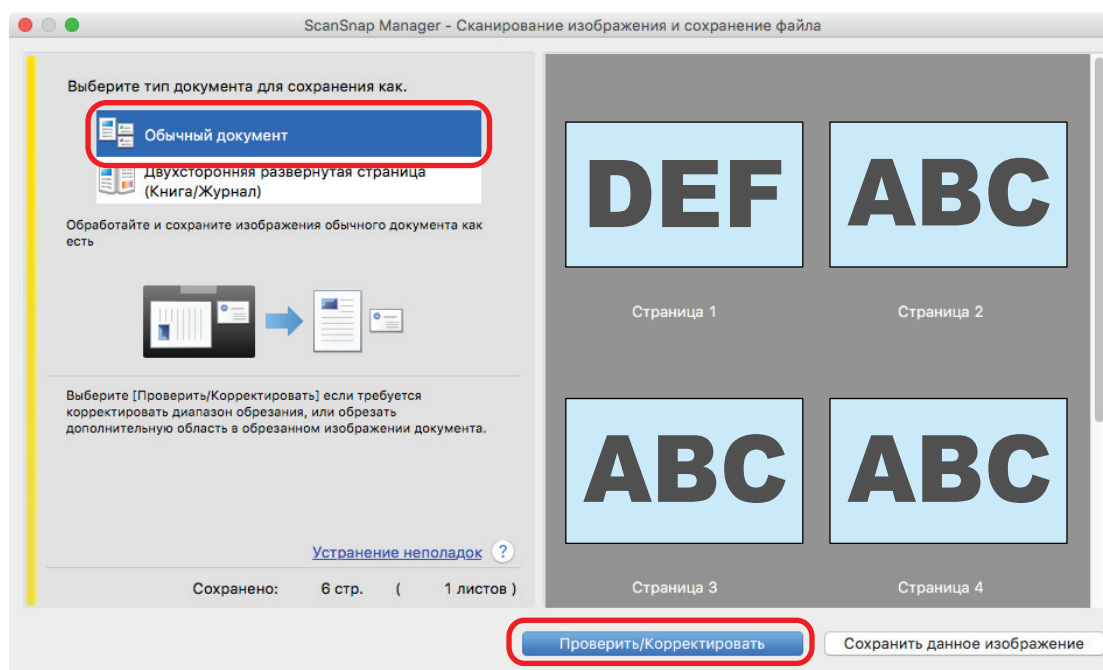 ScanSnap Manager - Сканирование изображения и сохранение файла
Выберите тип документа для сохранения как.
Обычный документ
Двухсторонняя развернутая страница
(Книга/Журнал)
Обработайте и сохраните изображения обычного документа как
есть
Выберите [Проверить/Корректировать] если требуется
корректировать диапазон обрезания, или обрезать
дополнительную область в обрезанном изображении документа.
Устранение неполадок ?
Сохранено: 6 стр. ( 1 листов )
DEF ABC
Страница 1 Страница 2
ABC ABC
Страница 3 Страница 4
Проверить/Корректировать Сохранить данное изображение